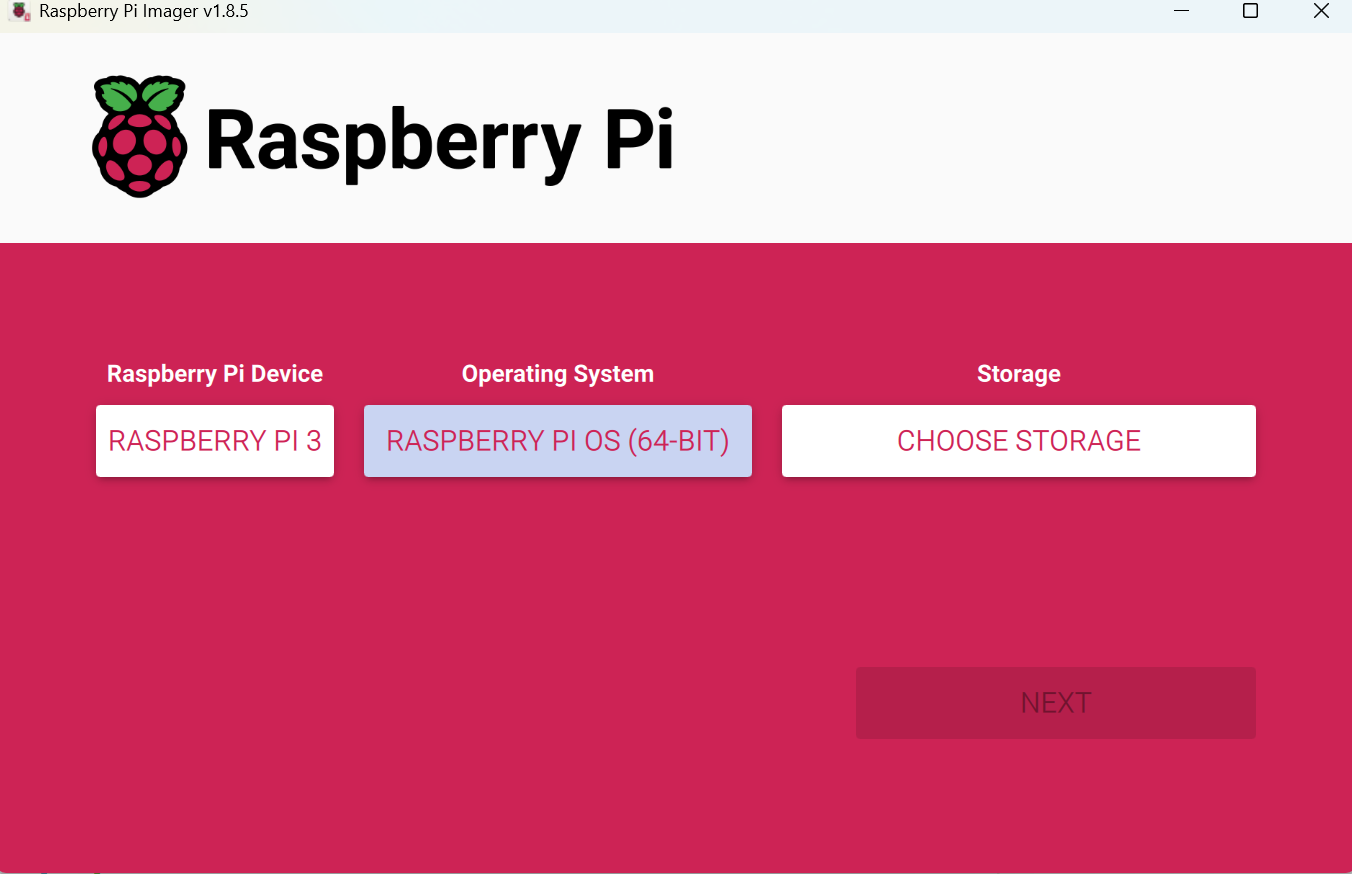 Raspberry Pi Imager v1.8.5
Raspberry Pi
Raspberry Pi Device
Operating System
Storage
RASPBERRY PI 3
RASPBERRY PI OS (64-BIT)
CHOOSE STORAGE
NEXT